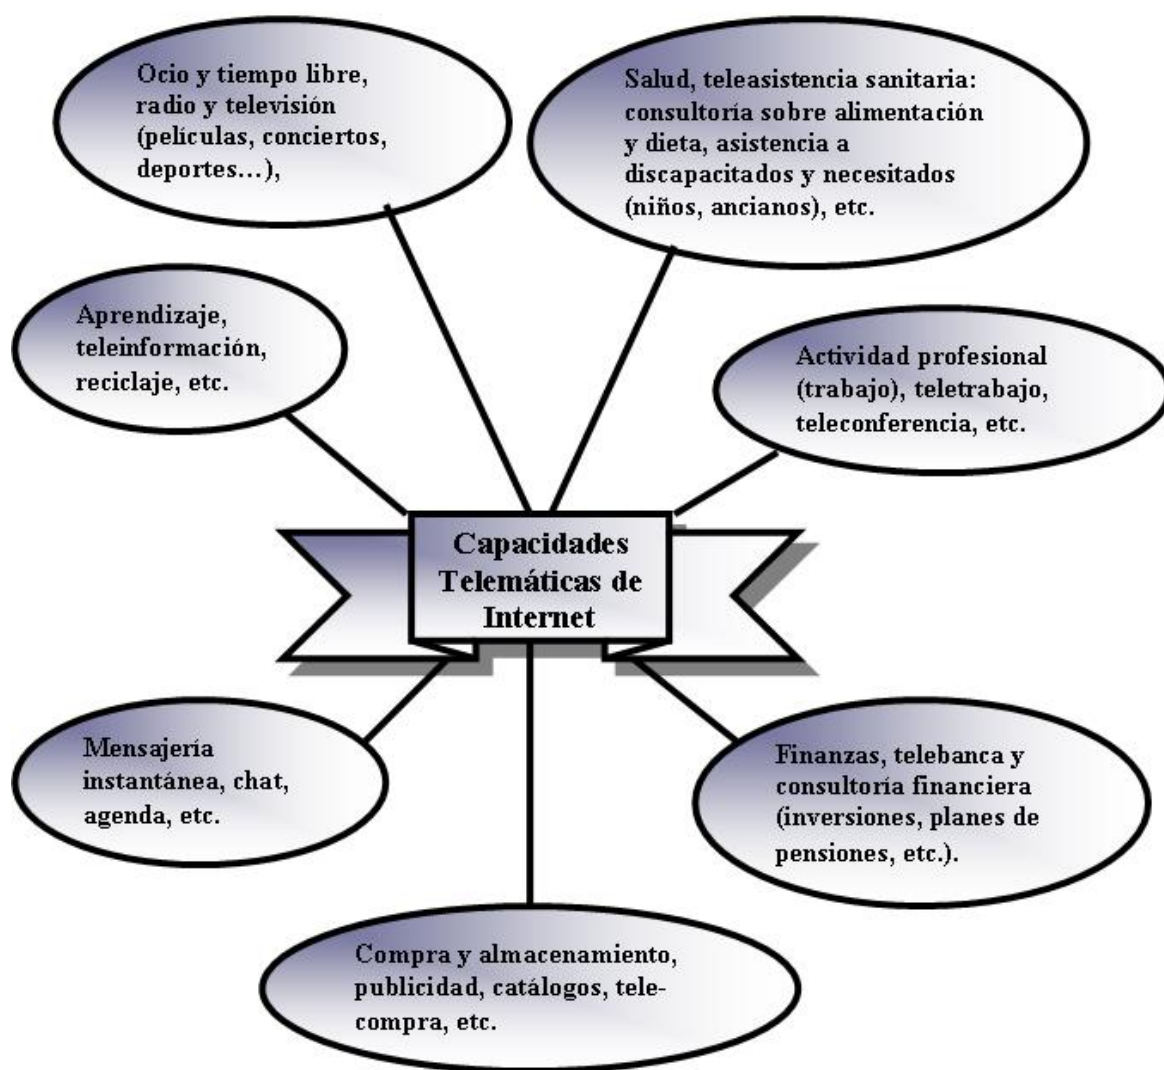 Ocio y tiempo libre,
radio y televisión
(películas, conciertos,
deportes...),
Salud, teleasistencia sanitaria:
consultoría sobre alimentación
y dieta, asistencia a
discapacitados y necesitados
(niños, ancianos), etc.
Aprendizaje,
teleinformación,
reciclaje, etc.
Actividad profesional
(trabajo), teletrabajo,
teleconferencia, etc.
Capacidades
Telemáticas de
Internet
Mensajería
instantánea, chat,
agenda, etc.
Finanzas, telebanca y
consultoría financiera
(inversiones, planes de
pensiones, etc.).
Compra y almacenamiento,
publicidad, catálogos, tele-
compra, etc.